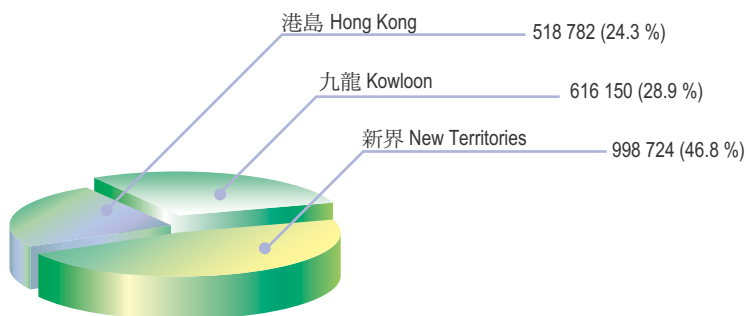 港島 Hong Kong 518 782 (24.3 %)
九龍 Kowloon 616 150 (28.9 %)
新界 New Territories 998 724 (46.8 %)